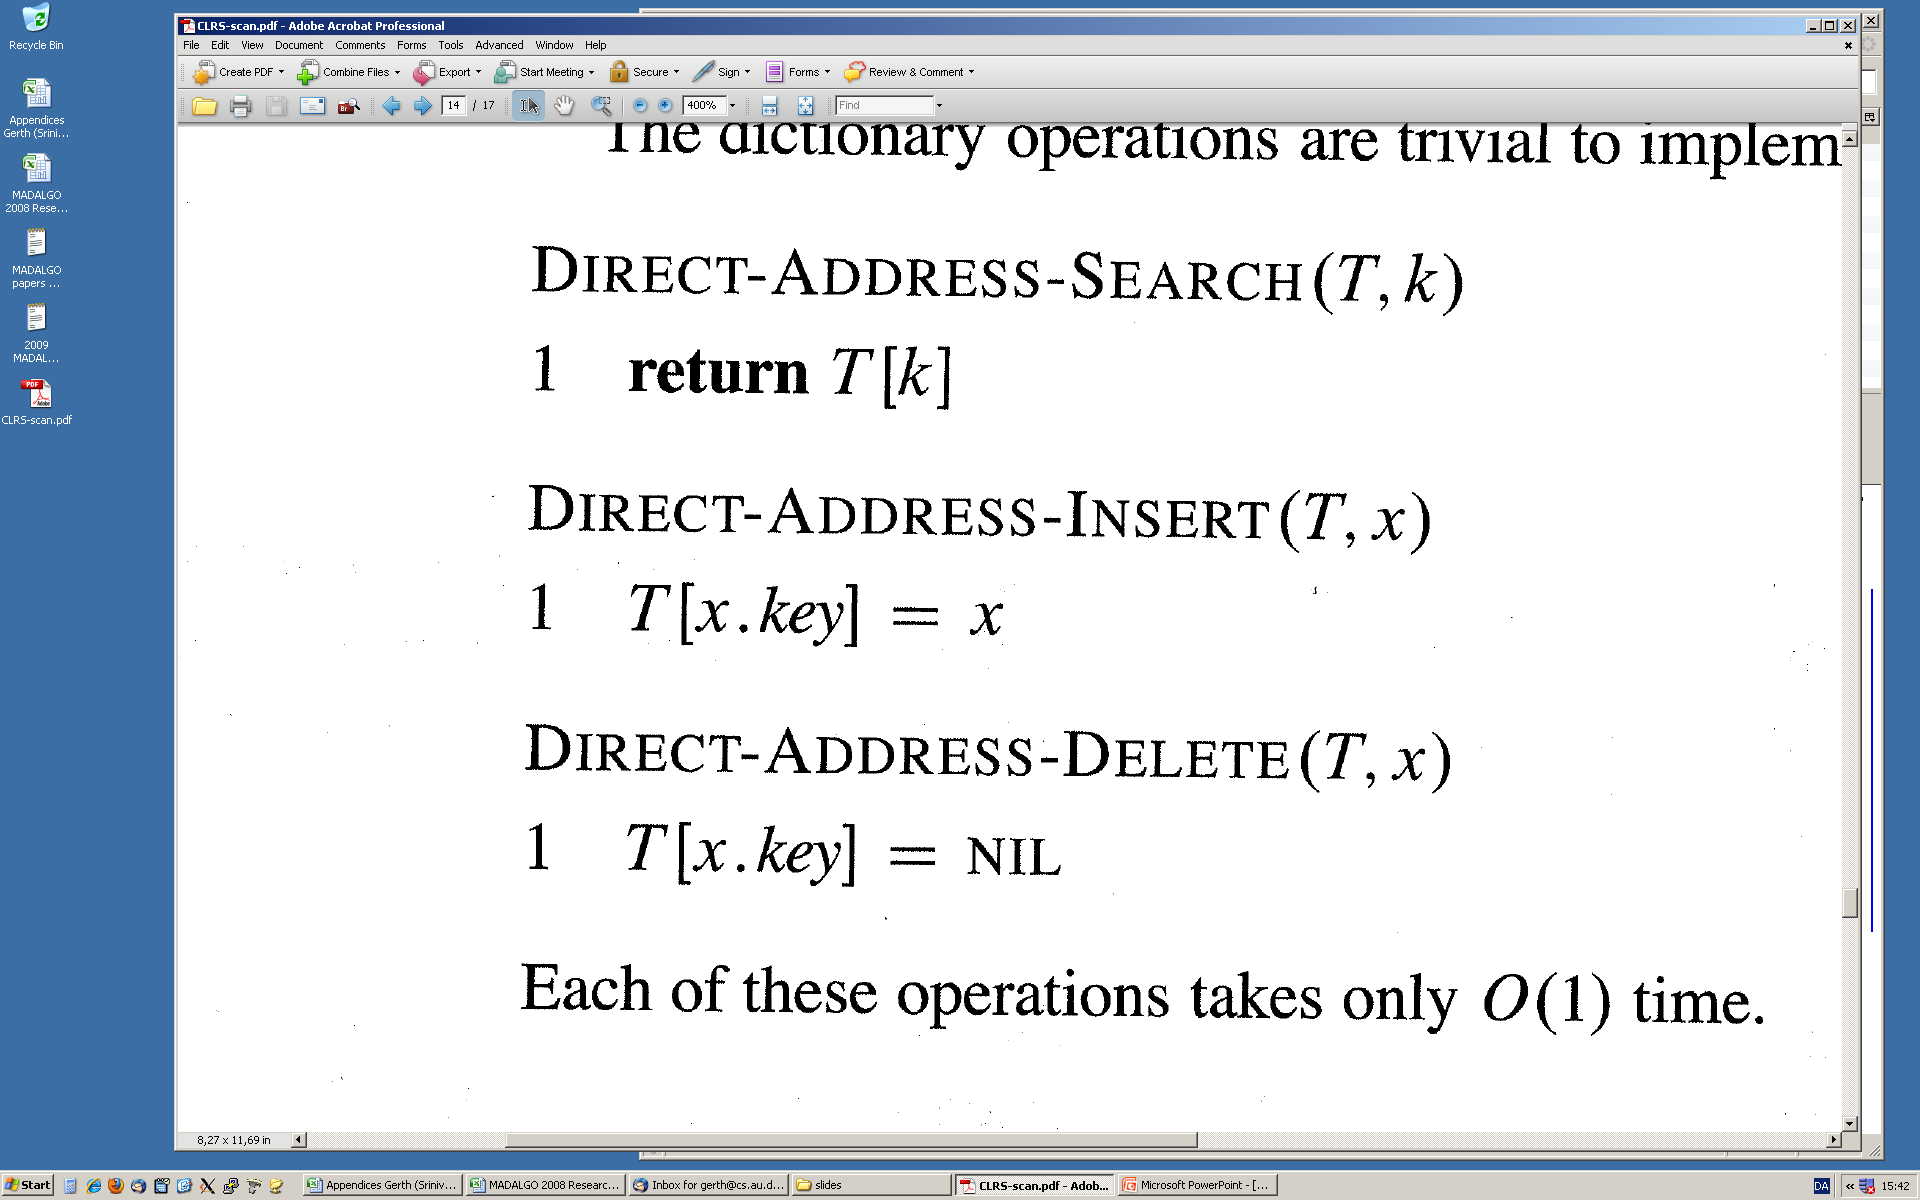 Recycle Bin
Appendices
Gerth (Srini...
MADALGO
2008 Rese...
MADALGO
papers ...
2009
MADAL...
CLRS-scan.pdf
CLRS-scan.pdf - Adobe Acrobat Professional
File Edit View Document Comments Forms Tools Advanced Window Help
Create PDF Combine Files Export Start Meeting Secure Sign Forms Review & Comment
14 / 17 400% Find
The dictionary operations are trivial to implem
DIRECT-ADDRESS-SEARCH(T, k)
1 return T[k]
DIRECT-ADDRESS-INSERT(T, x)
1 T[x.key] = x
DIRECT-ADDRESS-DELETE(T, x)
1 T[x.key] = NIL
Each of these operations takes only O(1) time.
8,27 x 11,69 in
Start Appendices Gerth (Sriniv... MADALGO 2008 Researc... Inbox for gerth@cs.au.d... slides CLRS-scan.pdf - Adob... Microsoft PowerPoint - [... DA « 15:42